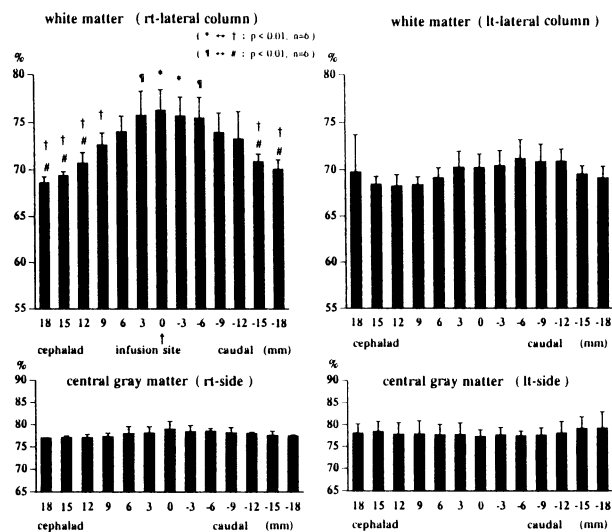 white matter ( rt-lateral column )
( * ↔ † : p < 0.01, n=6 )
( ¶ ↔ # : p < 0.01, n=6 )
%
80
75
70
65
60
55
† † † † ¶ * * ¶ † †
# # # # #
18 15 12 9 6 3 0 -3 -6 -9 -12 -15 -18
cephalad infusion site caudal (mm)
white matter ( lt-lateral column )
%
80
75
70
65
60
55
18 15 12 9 6 3 0 -3 -6 -9 -12 -15 -18
cephalad caudal (mm)
central gray matter ( rt-side )
%
90
85
80
75
70
65
18 15 12 9 6 3 0 -3 -6 -9 -12 -15 -18
cephalad caudal (mm)
central gray matter ( lt-side )
%
90
85
80
75
70
65
18 15 12 9 6 3 0 -3 -6 -9 -12 -15 -18
cephalad caudal (mm)